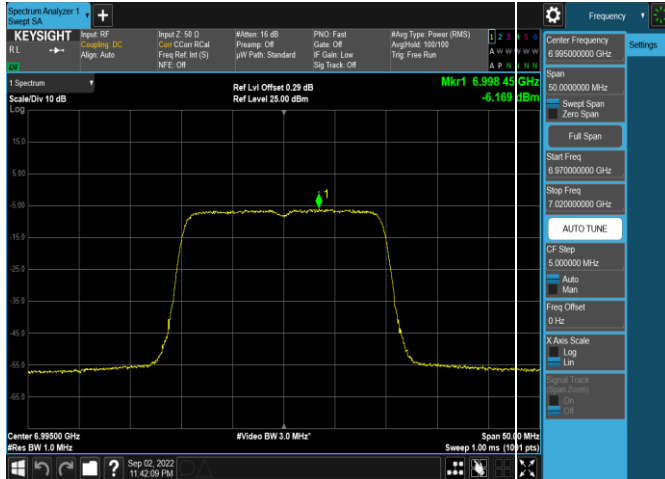 Spectrum Analyzer 1
Swept SA
KEYSIGHT
R L
Input: RF
Coupling: DC
Align: Auto
Input Z: 50 Ω
Corr CCorr RCal
Freq Ref: Int (S)
NFE: Off
#Atten: 16 dB
Preamp: Off
µW Path: Standard
PNO: Fast
Gate: Off
IF Gain: Low
Sig Track: Off
#Avg Type: Power (RMS)
Avg|Hold: 100/100
Trig: Free Run
1 2 3 4 5 6
A W W W W W
A P N N N N
1 Spectrum
Scale/Div 10 dB
Log
Ref Lvl Offset 0.29 dB
Ref Level 25.00 dBm
Mkr1 6.998 45 GHz
-6.169 dBm
15.0
5.00
-5.00
-15.0
-25.0
-35.0
-45.0
-55.0
-65.0
1
Center 6.99500 GHz
#Res BW 1.0 MHz
#Video BW 3.0 MHz*
Span 50.00 MHz
Sweep 1.00 ms (1001 pts)
Sep 02, 2022
11:42:09 PM
?
Frequency
Settings
Center Frequency
6.995000000 GHz
Span
50.0000000 MHz
Swept Span
Zero Span
Full Span
Start Freq
6.970000000 GHz
Stop Freq
7.020000000 GHz
AUTO TUNE
CF Step
5.000000 MHz
Auto
Man
Freq Offset
0 Hz
X Axis Scale
Log
Lin
Signal Track
(Span Zoom)
On
Off